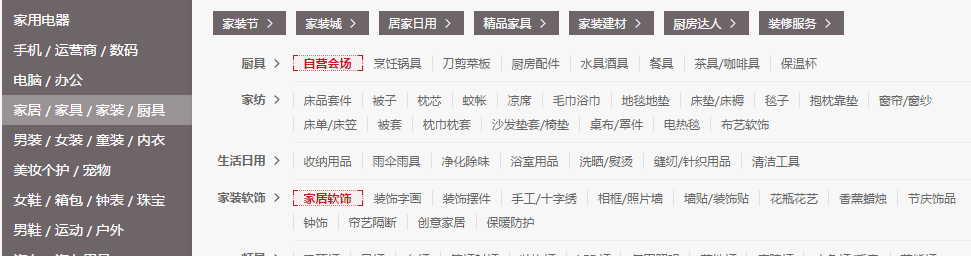 家用电器
手机 / 运营商 / 数码
电脑 / 办公
家居 / 家具 / 家装 / 厨具
男装 / 女装 / 童装 / 内衣
美妆个护 / 宠物
女鞋 / 箱包 / 钟表 / 珠宝
男鞋 / 运动 / 户外
家装节 > 家装城 > 居家日用 > 精品家具 > 家装建材 > 厨房达人 > 装修服务 >
厨具 > 自营会场 烹饪锅具 刀剪菜板 厨房配件 水具酒具 餐具 茶具/咖啡具 保温杯
家纺 > 床品套件 被子 枕芯 蚊帐 凉席 毛巾浴巾 地毯地垫 床垫/床褥 毯子 抱枕靠垫 窗帘/窗纱
床单/床笠 被套 枕巾枕套 沙发垫套/椅垫 桌布/罩件 电热毯 布艺软饰
生活日用 > 收纳用品 雨伞雨具 净化除味 浴室用品 洗晒/熨烫 缝纫/针织用品 清洁工具
家装软饰 > 家居软饰 装饰字画 装饰摆件 手工/十字绣 相框/照片墙 墙贴/装饰贴 花瓶花艺 香薰蜡烛 节庆饰品
钟饰 帘艺隔断 创意家居 保暖防护